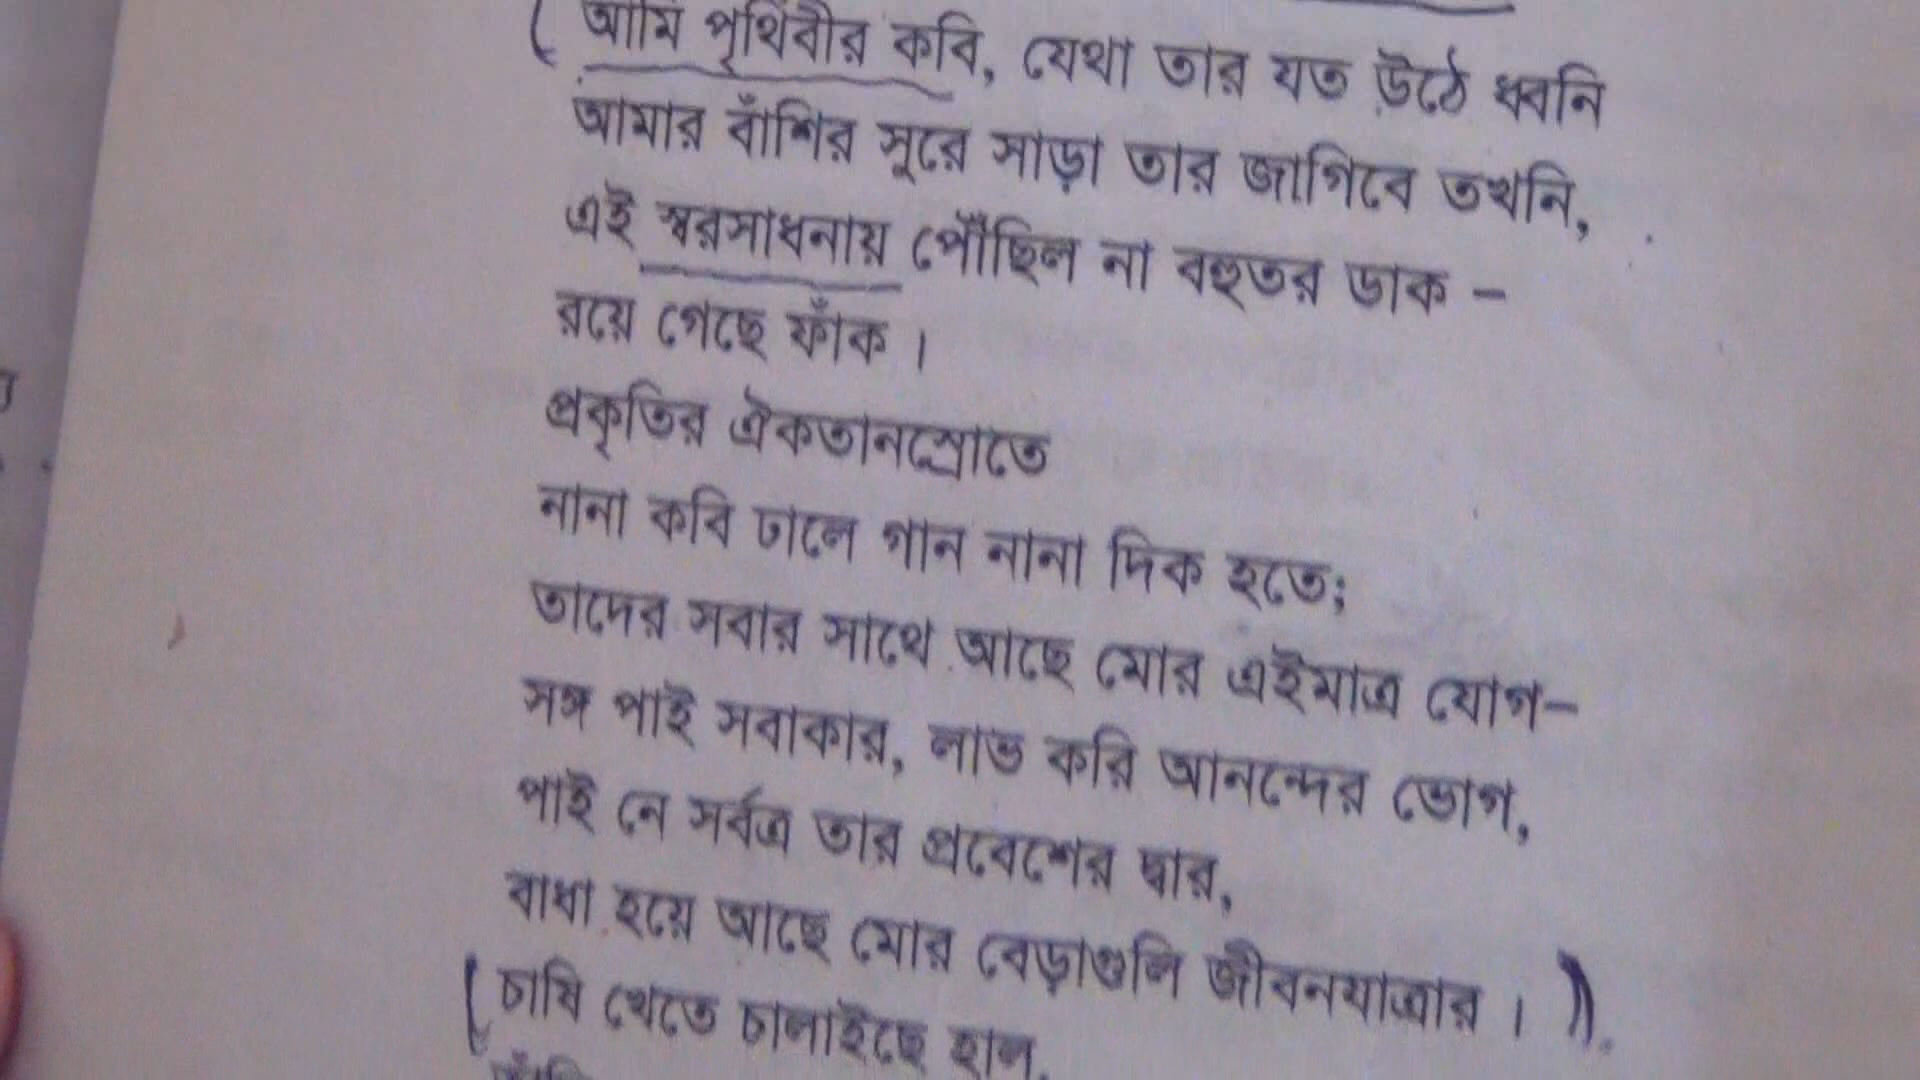 আমি পৃথিবীর কবি, যেথা তার যত উঠে ধ্বনি
আমার বাঁশির সুরে সাড়া তার জাগিবে তখনি,
এই স্বরসাধনায় পৌঁছিল না বহুতর ডাক –
রয়ে গেছে ফাঁক।
প্রকৃতির ঐকতানস্রোতে
নানা কবি ঢালে গান নানা দিক হতে;
তাদের সবার সাথে আছে মোর এইমাত্র যোগ–
সঙ্গ পাই সবাকার, লাভ করি আনন্দের ভোগ,
পাই নে সর্বত্র তার প্রবেশের দ্বার,
বাধা হয়ে আছে মোর বেড়াগুলি জীবনযাত্রার।
চাষি খেতে চালাইছে হাল,